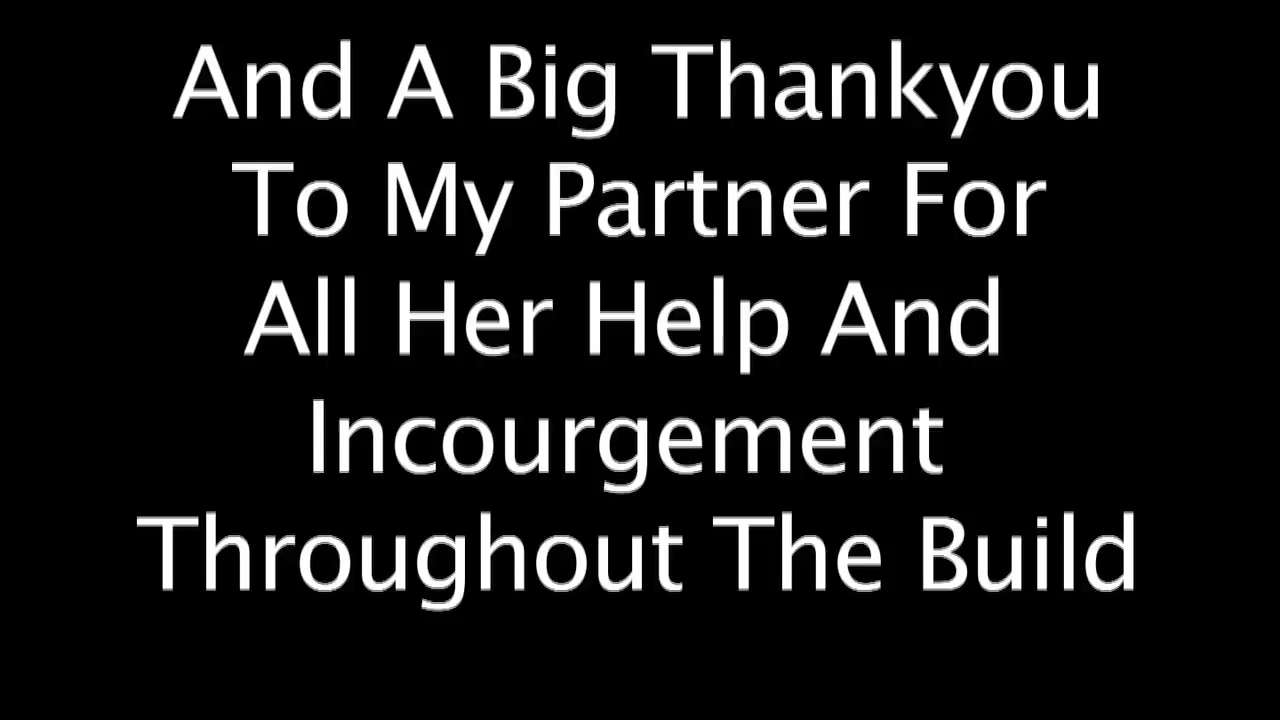 And A Big Thankyou
To My Partner For
All Her Help And
Incourgement
Throughout The Build